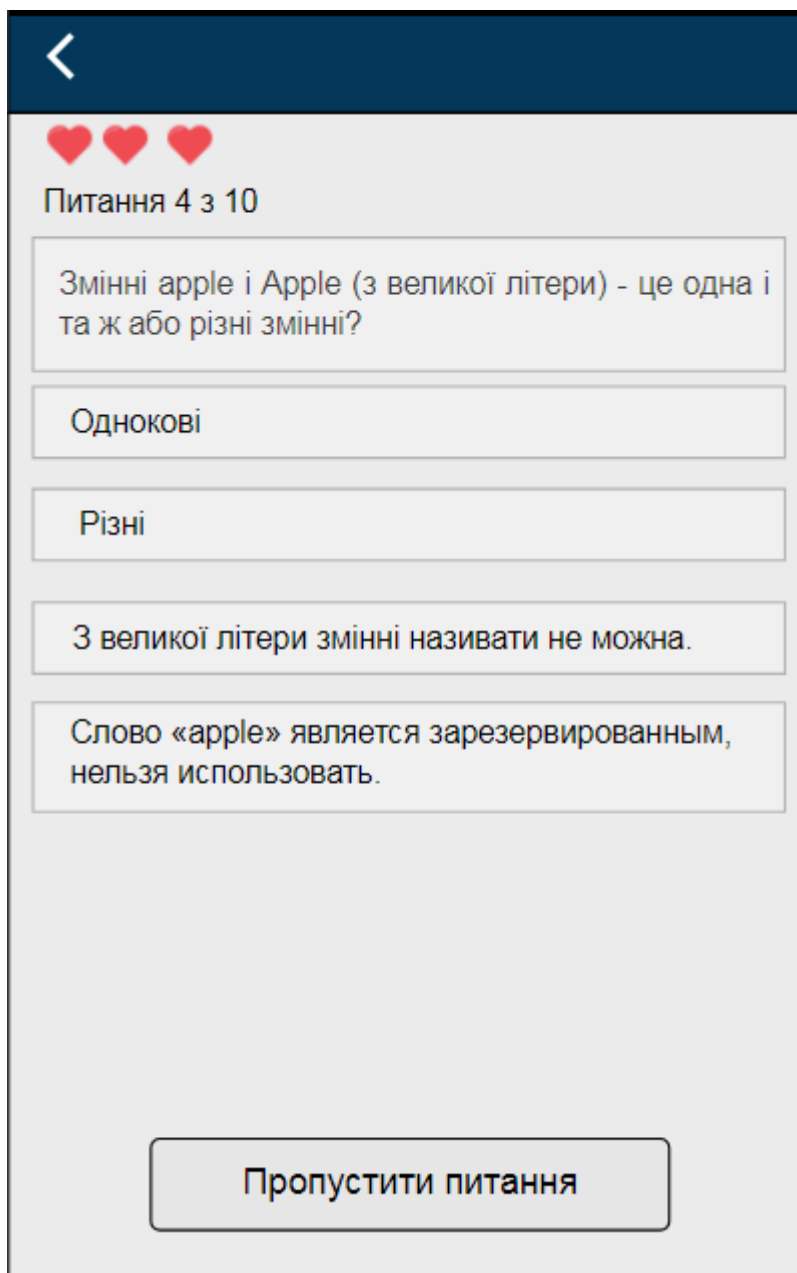 Питання 4 з 10
Змінні apple і Apple (з великої літери) - це одна і
та ж або різні змінні?
Однокові
Різні
З великої літери змінні називати не можна.
Слово «apple» является зарезервированным,
нельзя использовать.
Пропустити питання